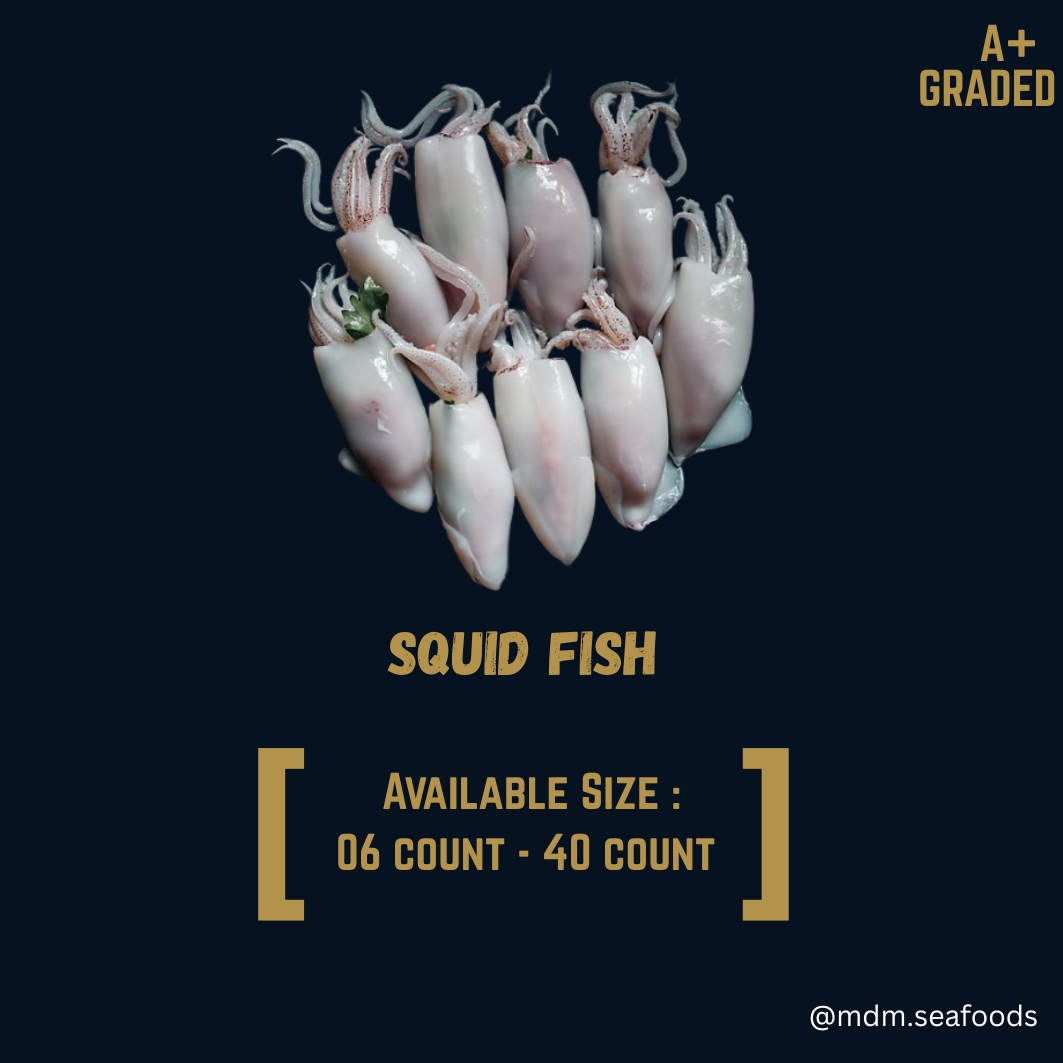 A+
GRADED
SQUID FISH
AVAILABLE SIZE :
06 COUNT - 40 COUNT
@mdm.seafoods